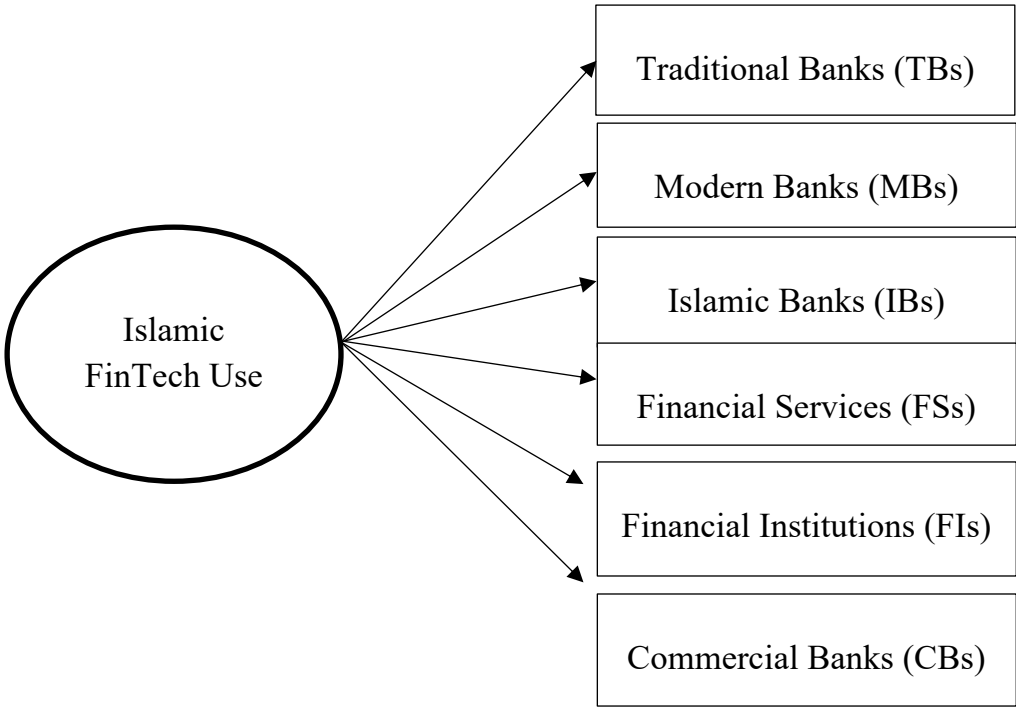 Islamic
FinTech Use
Traditional Banks (TBs)
Modern Banks (MBs)
Islamic Banks (IBs)
Financial Services (FSs)
Financial Institutions (FIs)
Commercial Banks (CBs)